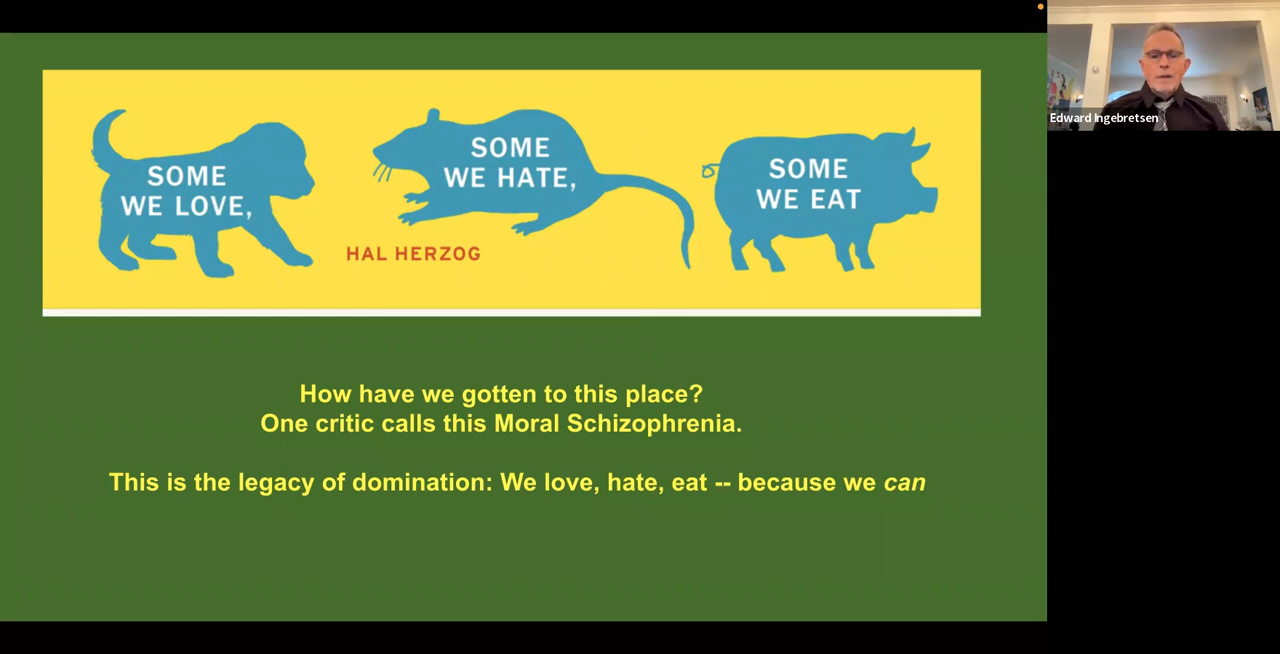 SOME
WE LOVE,
SOME
WE HATE,
SOME
WE EAT
HAL HERZOG
How have we gotten to this place?
One critic calls this Moral Schizophrenia.
This is the legacy of domination: We love, hate, eat -- because we can
Edward Ingebretsen